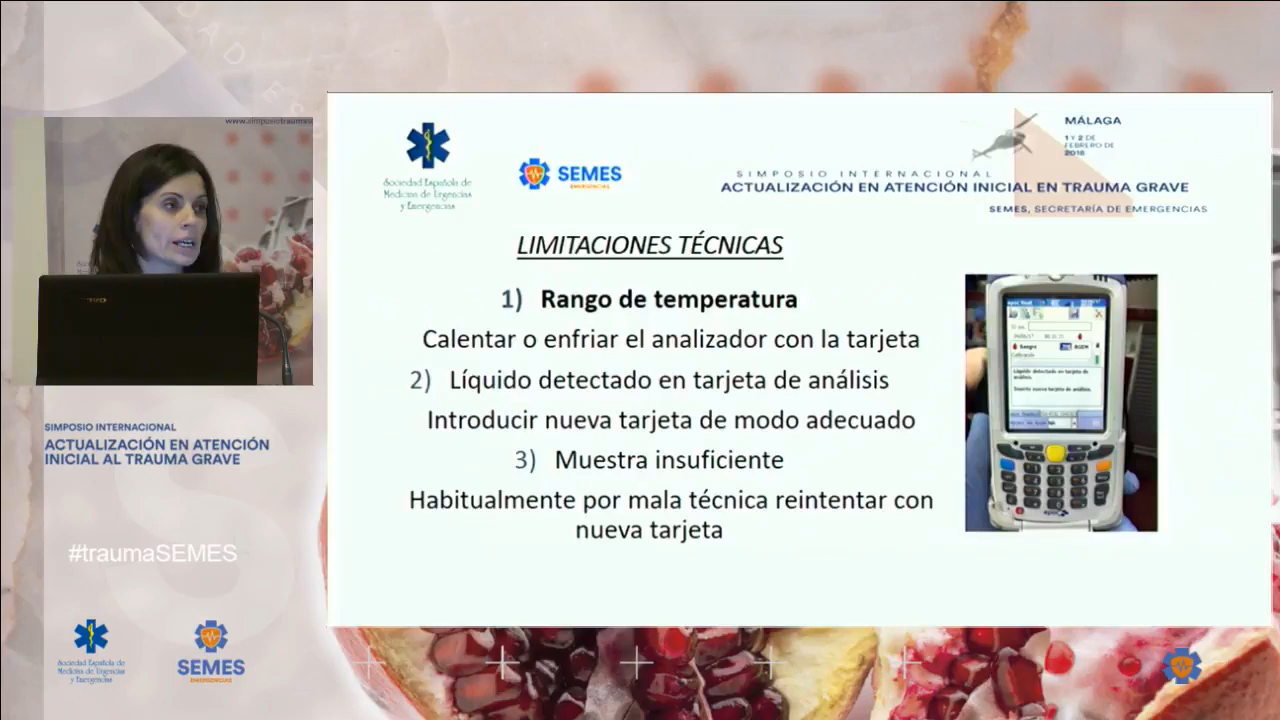 www.simposiotraumas
Sociedad Española de
Medicina de Urgencias
y Emergencias
SEMES
EMERGENCIAS
MÁLAGA
1 Y 2 DE
FEBRERO DE
2018
SIMPOSIO INTERNACIONAL
ACTUALIZACIÓN EN ATENCIÓN INICIAL EN TRAUMA GRAVE
SEMES, SECRETARÍA DE EMERGENCIAS
LIMITACIONES TÉCNICAS
1) Rango de temperatura
Calentar o enfriar el analizador con la tarjeta
2) Líquido detectado en tarjeta de análisis
Introducir nueva tarjeta de modo adecuado
3) Muestra insuficiente
Habitualmente por mala técnica reintentar con
nueva tarjeta
Sangre
Líquido detectado en tarjeta de
análisis.
Inserte nueva tarjeta de análisis.
epoc
SIMPOSIO INTERNACIONAL
ACTUALIZACIÓN EN ATENCIÓN
INICIAL AL TRAUMA GRAVE
#traumaSEMES
Sociedad Española de
Medicina de Urgencias
y Emergencias
SEMES
EMERGENCIAS